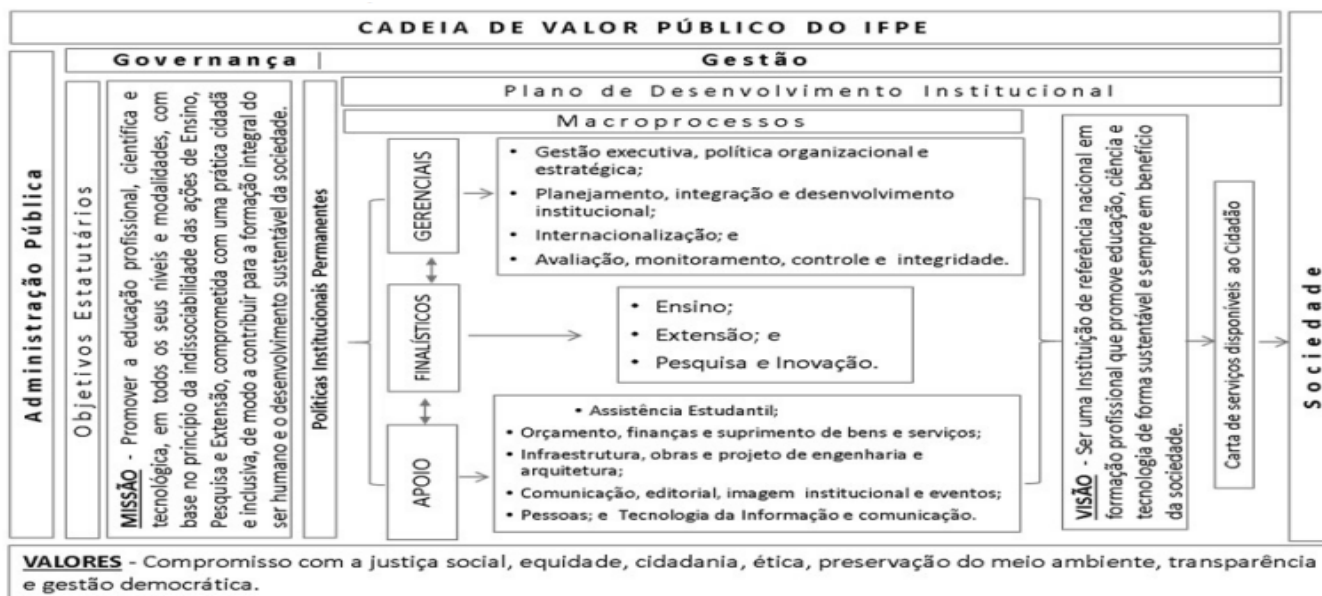 CADEIA DE VALOR PÚBLICO DO IFPE
Administração Pública
Governança
Gestão
Objetivos Estatutários
MISSÃO - Promover a educação profissional, científica e
tecnológica, em todos os seus níveis e modalidades, com
base no princípio da indissociabilidade das ações de Ensino,
Pesquisa e Extensão, comprometida com uma prática cidadã
e inclusiva, de modo a contribuir para a formação integral do
ser humano e o desenvolvimento sustentável da sociedade.
Políticas Institucionais Permanentes
Plano de Desenvolvimento Institucional
Macroprocessos
GERENCIAIS
• Gestão executiva, política organizacional e
estratégica;
• Planejamento, integração e desenvolvimento
institucional;
• Internacionalização; e
• Avaliação, monitoramento, controle e integridade.
FINALÍSTICOS
• Ensino;
• Extensão; e
• Pesquisa e Inovação.
APOIO
• Assistência Estudantil;
• Orçamento, finanças e suprimento de bens e serviços;
• Infraestrutura, obras e projeto de engenharia e
arquitetura;
• Comunicação, editorial, imagem institucional e eventos;
• Pessoas; e Tecnologia da Informação e comunicação.
VISÃO - Ser uma Instituição de referência nacional em
formação profissional que promove educação, ciência e
tecnologia de forma sustentável e sempre em benefício
da sociedade.
Carta de serviços disponíveis ao Cidadão
Sociedade
VALORES - Compromisso com a justiça social, equidade, cidadania, ética, preservação do meio ambiente, transparência
e gestão democrática.